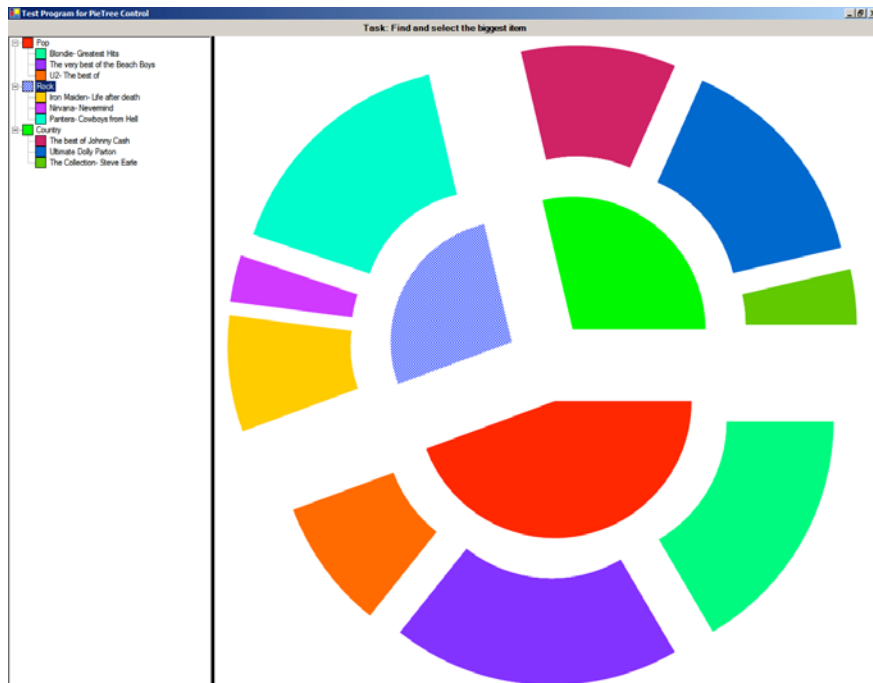 Test Program for PieTree Control
Task: Find and select the biggest item
Pop
Blondie- Greatest Hits
The very best of the Beach Boys
U2- The best of
Rock
Iron Maiden- Life after death
Nirvana- Nevermind
Pantera- Cowboys from Hell
Country
The best of Johnny Cash
Ultimate Dolly Parton
The Collection- Steve Earle